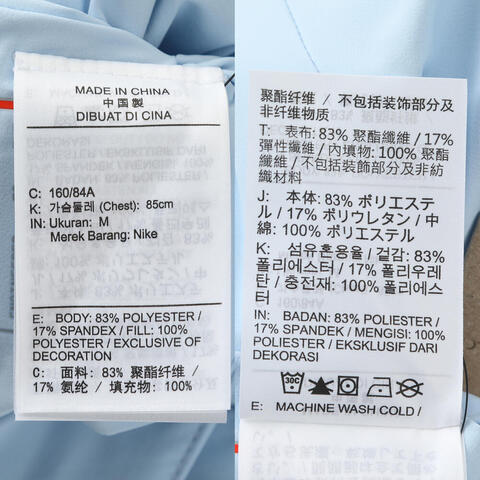 MADE IN CHINA
中国製
DIBUAT DI CINA
C: 160/84A
K: 가슴둘레 (Chest): 85cm
IN: Ukuran: M
Merek Barang: Nike
E: BODY: 83% POLYESTER /
17% SPANDEX / FILL: 100%
POLYESTER / EXCLUSIVE OF
DECORATION
C: 面料: 83% 聚酯纤维 /
17% 氨纶 / 填充物: 100%
聚酯纤维 / 不包括装饰部分及
非纤维物质
T: 表布: 83% 聚酯纖維 / 17%
彈性纖維 / 內填物: 100% 聚酯
纖維 / 不包括裝飾部分及非紡
織材料
J: 本体: 83% ポリエステ
ル / 17% ポリウレタン / 中
綿: 100% ポリエステル
K: 섬유혼용율 / 겉감: 83%
폴리에스터 / 17% 폴리우레
탄 / 충전재: 100% 폴리에스
터
IN: BADAN: 83% POLIESTER /
17% SPANDEK / MENGISI: 100%
POLIESTER / EKSKLUSIF DARI
DEKORASI
30C
E: MACHINE WASH COLD /